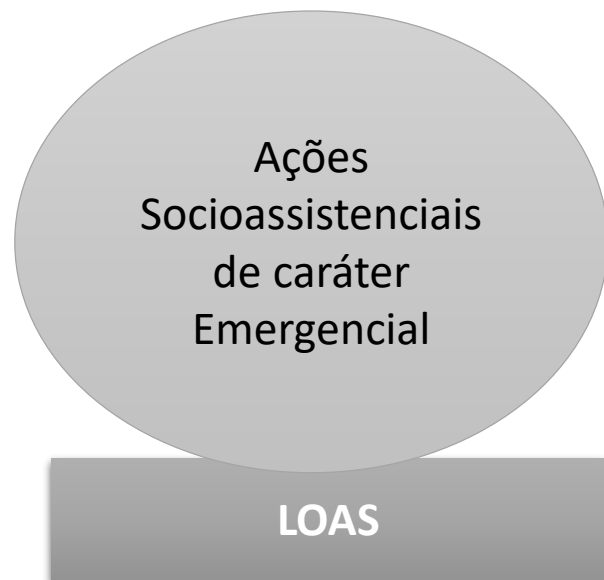 Ações
Socioassistenciais
de caráter
Emergencial
LOAS